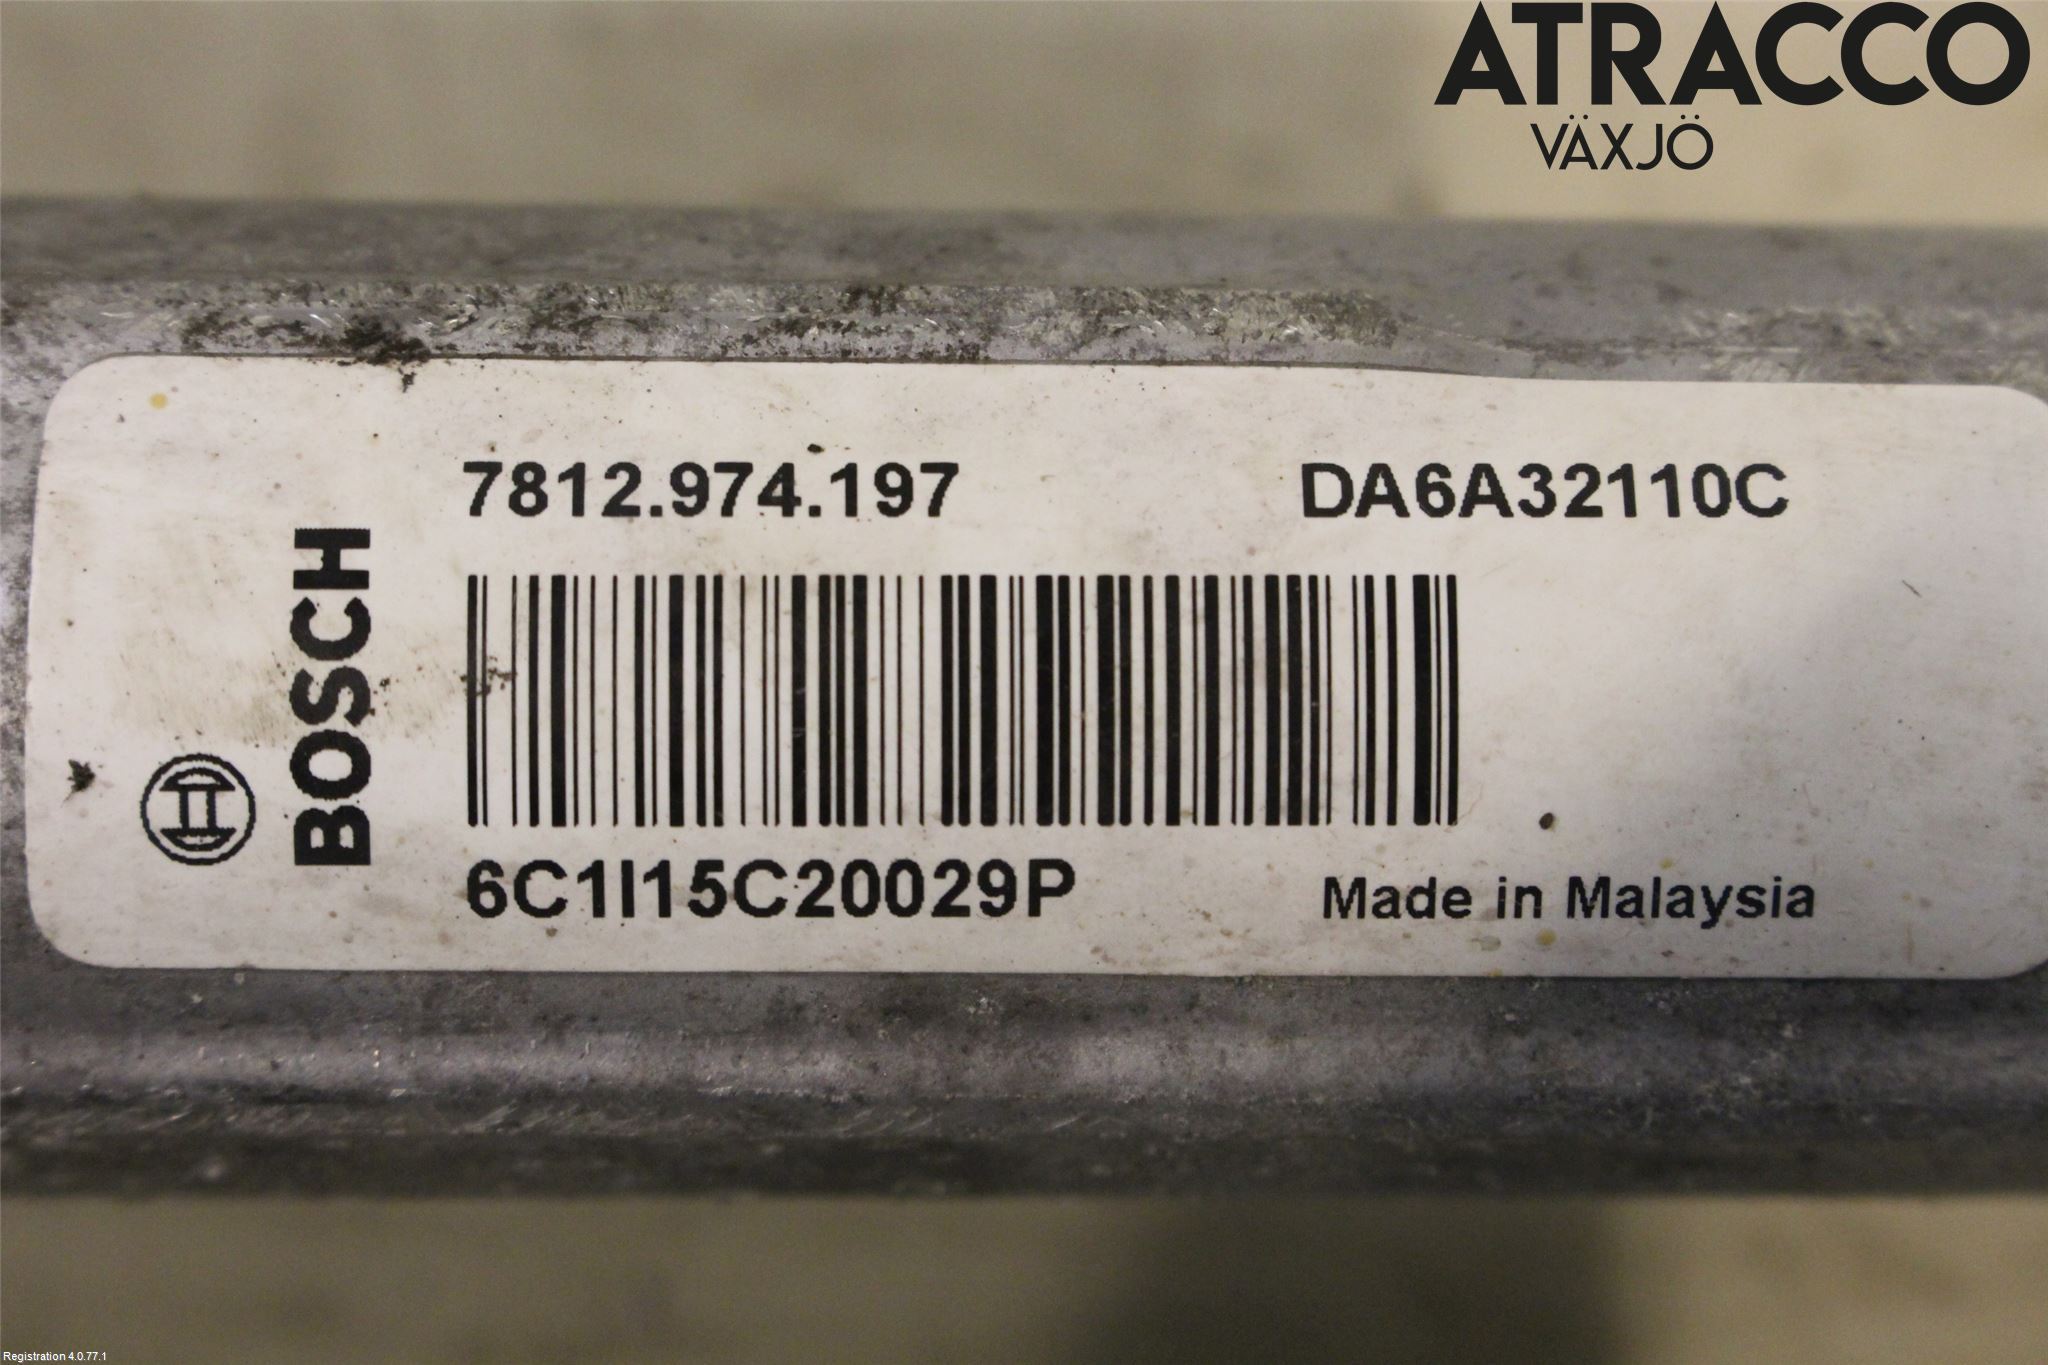 ATRACCO
VÄXJÖ
7812.974.197 DA6A32110C
BOSCH
6C1I15C20029P Made in Malaysia
Registration 4.0.77.1